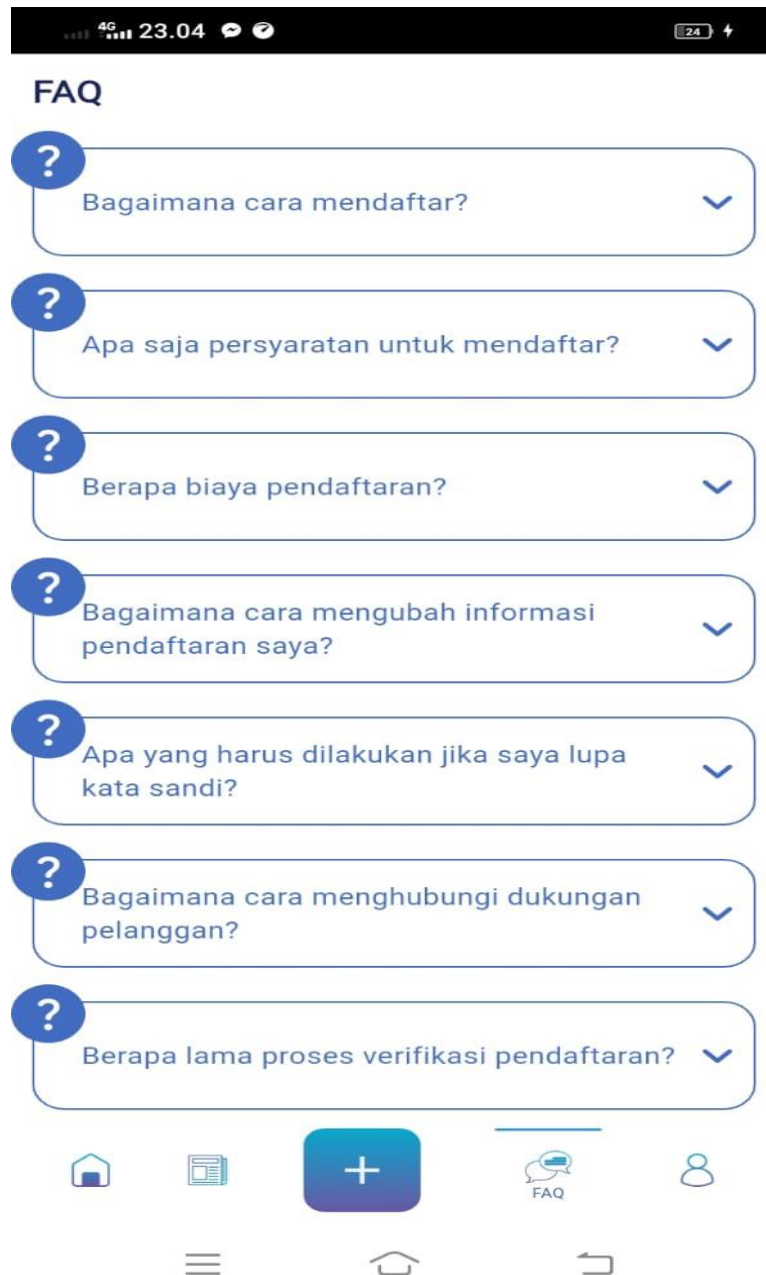 4G 23.04 24
FAQ
?
Bagaimana cara mendaftar?
?
Apa saja persyaratan untuk mendaftar?
?
Berapa biaya pendaftaran?
?
Bagaimana cara mengubah informasi
pendaftaran saya?
?
Apa yang harus dilakukan jika saya lupa
kata sandi?
?
Bagaimana cara menghubungi dukungan
pelanggan?
?
Berapa lama proses verifikasi pendaftaran?
+
FAQ